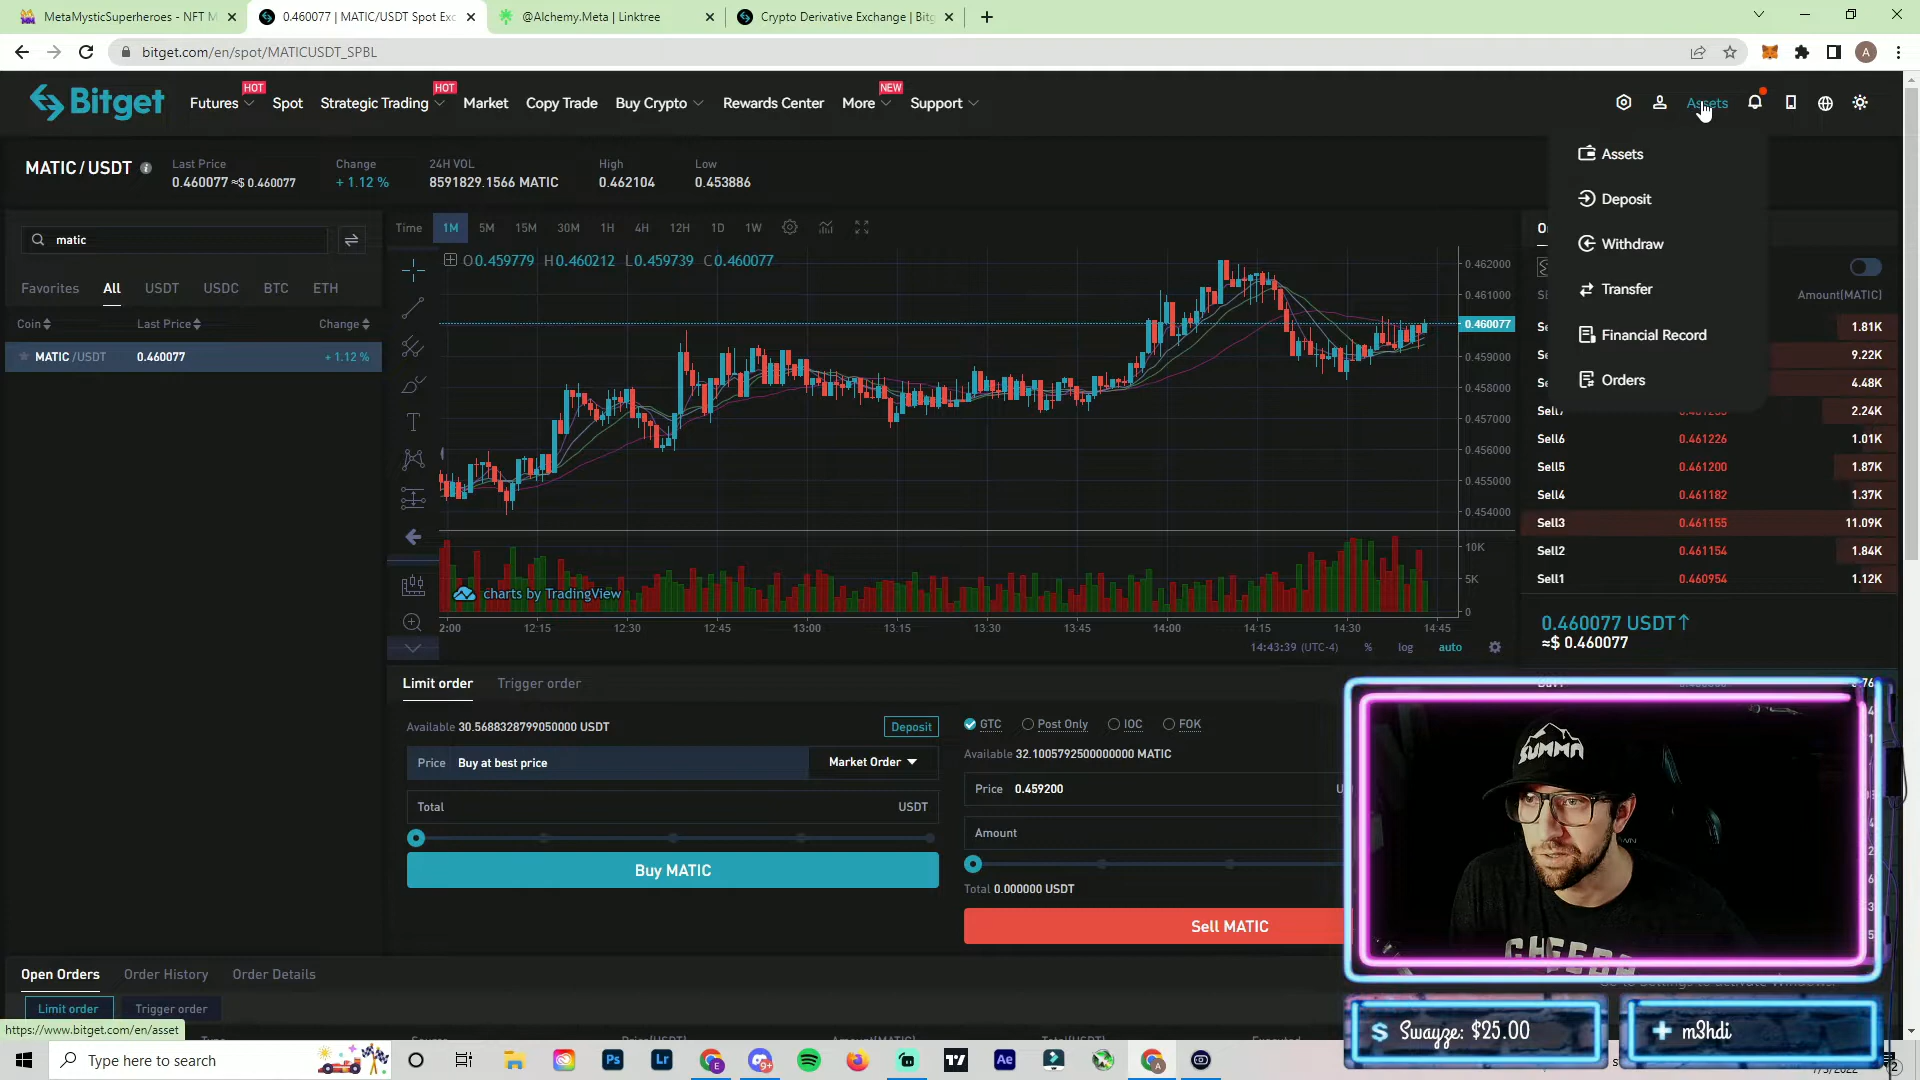 MetaMysticSuperheroes - NFT M
0.460077 | MATIC/USDT Spot Exc
@Alchemy.Meta | Linktree
Crypto Derivative Exchange | Bitg
bitget.com/en/spot/MATICUSDT_SPBL
A
Bitget
Futures HOT
Spot
Strategic Trading HOT
Market
Copy Trade
Buy Crypto
Rewards Center
More NEW
Support
Assets
MATIC/USDT
Last Price
0.460077 ≈$ 0.460077
Change
+ 1.12 %
24H VOL
8591829.1566 MATIC
High
0.462104
Low
0.453886
Assets
Deposit
Withdraw
Transfer
Financial Record
Orders
matic
Favorites All USDT USDC BTC ETH
Coin Last Price Change
MATIC /USDT 0.460077 + 1.12 %
Time 1M 5M 15M 30M 1H 4H 12H 1D 1W
O0.459779 H0.460212 L0.459739 C0.460077
0.462000
0.461000
0.460077
0.459000
0.458000
0.457000
0.456000
0.455000
0.454000
10K
5K
0
charts by TradingView
2:00 12:15 12:30 12:45 13:00 13:15 13:30 13:45 14:00 14:15 14:30 14:45
14:43:39 (UTC-4) % log auto
Amount(MATIC)
1.81K
9.22K
4.48K
2.24K
Sell6 0.461226 1.01K
Sell5 0.461200 1.87K
Sell4 0.461182 1.37K
Sell3 0.461155 11.09K
Sell2 0.461154 1.84K
Sell1 0.460954 1.12K
0.460077 USDT↑
≈$ 0.460077
Limit order Trigger order
Available 30.5688328799050000 USDT Deposit
Price Buy at best price Market Order
Total USDT
Buy MATIC
GTC Post Only IOC FOK
Available 32.1005792500000000 MATIC
Price 0.459200
Amount
Total 0.000000 USDT
Sell MATIC
SUMMA
CHEERS
Open Orders Order History Order Details
Limit order Trigger order
https://www.bitget.com/en/asset
$ Swayze: $25.00
+ m3hdi
Type here to search
Ps
Lr
Ae